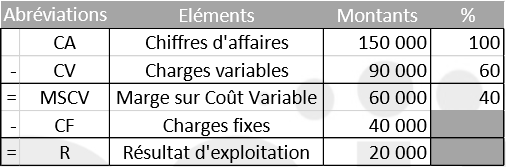 Abréviations Eléments Montants %
CA Chiffres d'affaires 150 000 100
- CV Charges variables 90 000 60
= MSCV Marge sur Coût Variable 60 000 40
- CF Charges fixes 40 000
= R Résultat d'exploitation 20 000